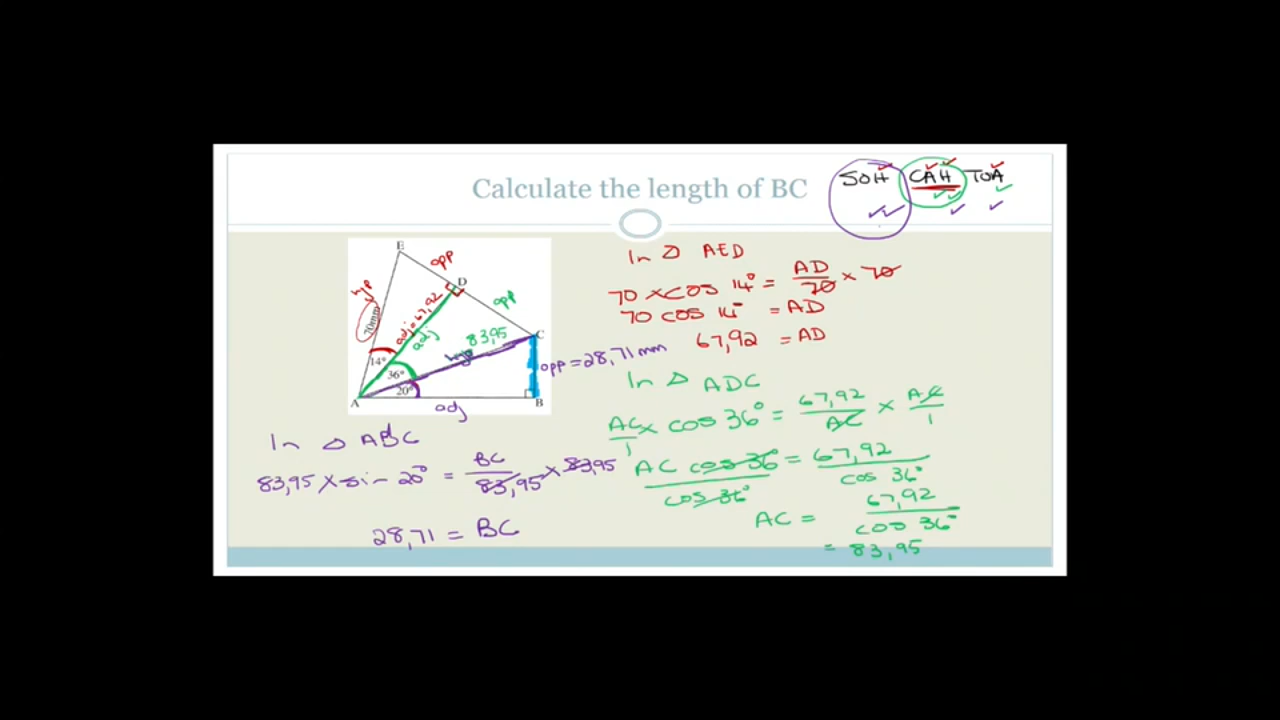 Calculate the length of BC
SOH CAH TOA
E
opp
D
hyp
70mm
adj=67,92
adj
opp
83,95
C
hyp
14°
36°
20°
opp=28,71mm
A
adj
B
In △ AED
70 × cos 14° = AD/70 × 70
70 cos 14° = AD
67,92 = AD
In △ ADC
AC/1 × cos 36° = 67,92/AC × AC/1
AC cos 36°/cos 36° = 67,92/cos 36°
AC = 67,92/cos 36°
= 83,95
In △ ABC
83,95 × sin 20° = BC/83,95 × 83,95
28,71 = BC